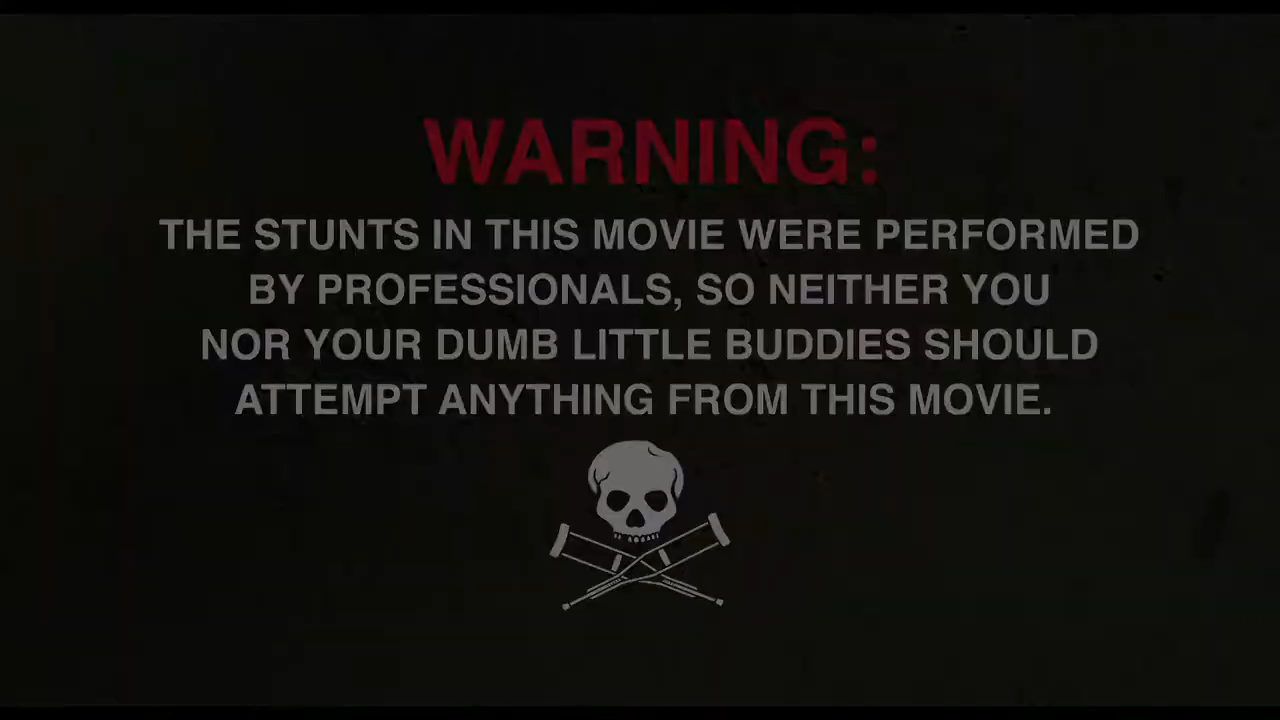 WARNING:
THE STUNTS IN THIS MOVIE WERE PERFORMED
BY PROFESSIONALS, SO NEITHER YOU
NOR YOUR DUMB LITTLE BUDDIES SHOULD
ATTEMPT ANYTHING FROM THIS MOVIE.